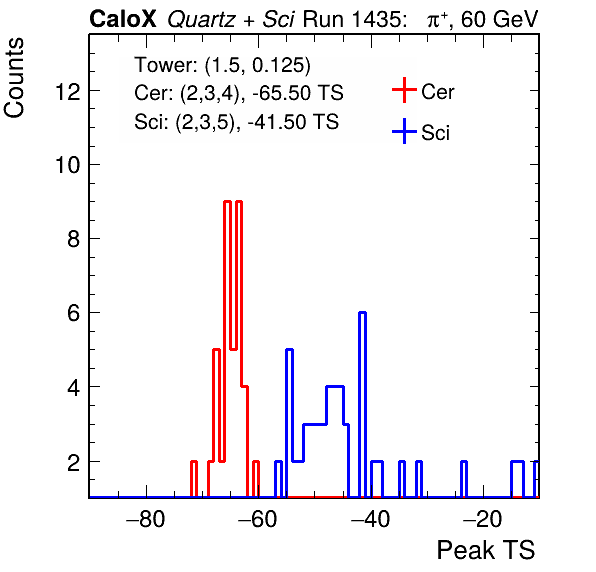 CaloX Quartz + Sci Run 1435: π+, 60 GeV
Counts
Tower: (1.5, 0.125)
Cer: (2,3,4), -65.50 TS
Sci: (2,3,5), -41.50 TS
Cer
Sci
12
10
8
6
4
2
−80 −60 −40 −20
Peak TS